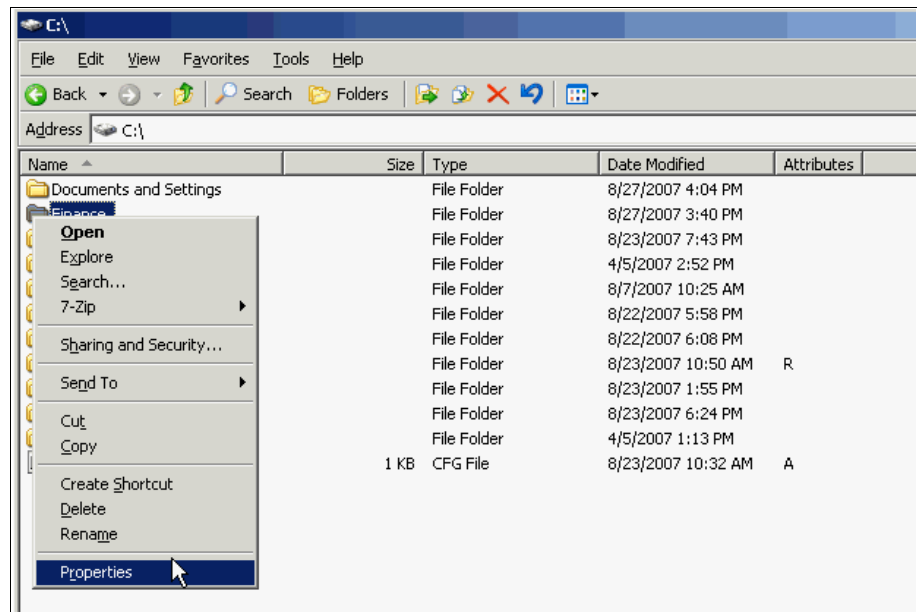 C:\
File Edit View Favorites Tools Help
Back Search Folders
Address C:\
Name Size Type Date Modified Attributes
Documents and Settings File Folder 8/27/2007 4:04 PM
Finance File Folder 8/27/2007 3:40 PM
File Folder 8/23/2007 7:43 PM
File Folder 4/5/2007 2:52 PM
File Folder 8/7/2007 10:25 AM
File Folder 8/22/2007 5:58 PM
File Folder 8/22/2007 6:08 PM
File Folder 8/23/2007 10:50 AM R
File Folder 8/23/2007 1:55 PM
File Folder 8/23/2007 6:24 PM
File Folder 4/5/2007 1:13 PM
1 KB CFG File 8/23/2007 10:32 AM A
Open
Explore
Search...
7-Zip
Sharing and Security...
Send To
Cut
Copy
Create Shortcut
Delete
Rename
Properties